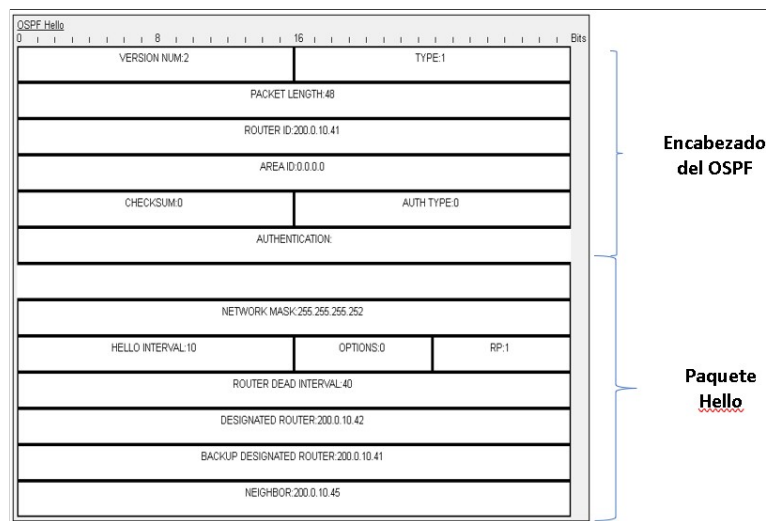 OSPF Hello
0 8 16 Bits
VERSION NUM:2 TYPE:1
PACKET LENGTH:48
ROUTER ID:200.0.10.41
AREA ID:0.0.0.0
CHECKSUM:0 AUTH TYPE:0
AUTHENTICATION:
NETWORK MASK:255.255.255.252
HELLO INTERVAL:10 OPTIONS:0 RP:1
ROUTER DEAD INTERVAL:40
DESIGNATED ROUTER:200.0.10.42
BACKUP DESIGNATED ROUTER:200.0.10.41
NEIGHBOR:200.0.10.45
Encabezado
del OSPF
Paquete
Hello